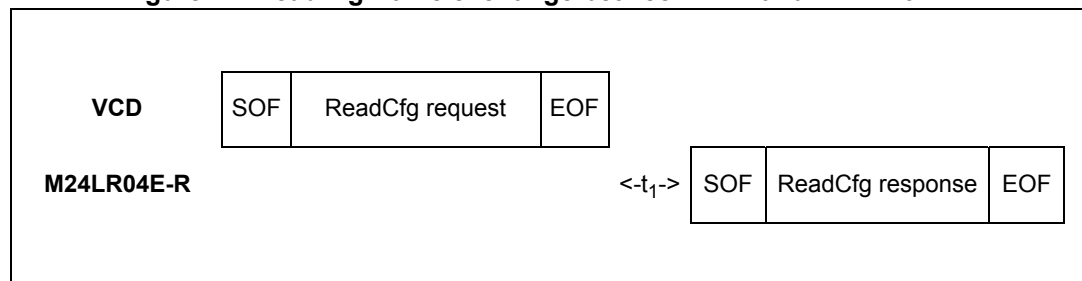 VCD SOF ReadCfg request EOF
M24LR04E-R <-t1-> SOF ReadCfg response EOF